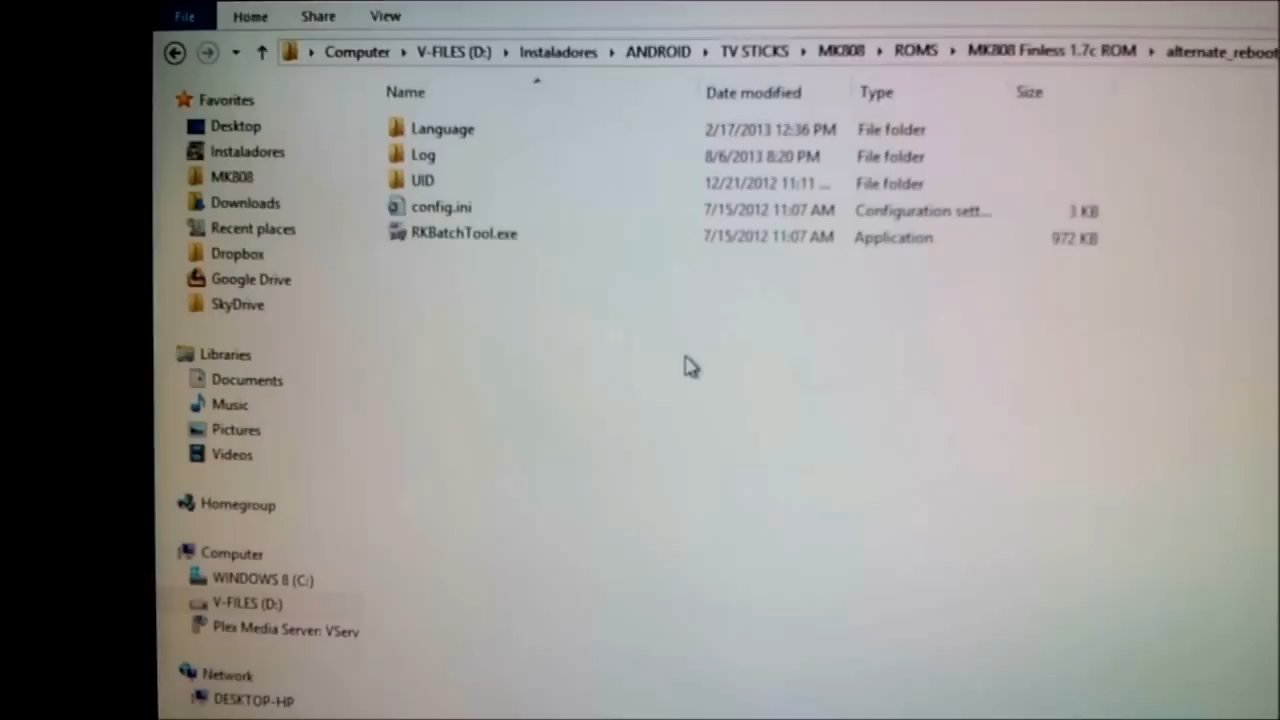 File Home Share View
Computer V-FILES (D:) Instaladores ANDROID TV STICKS MK808 ROMS MK808 Finless 1.7c ROM alternate_reboot
Name Date modified Type Size
Favorites
Desktop
Instaladores
MK808
Downloads
Recent places
Dropbox
Google Drive
SkyDrive
Libraries
Documents
Music
Pictures
Videos
Homegroup
Computer
WINDOWS 8 (C:)
V-FILES (D:)
Plex Media Server: VServ
Network
DESKTOP-HP
Language 2/17/2013 12:36 PM File folder
Log 8/6/2013 8:20 PM File folder
UID 12/21/2012 11:11 ... File folder
config.ini 7/15/2012 11:07 AM Configuration sett... 3 KB
RKBatchTool.exe 7/15/2012 11:07 AM Application 972 KB